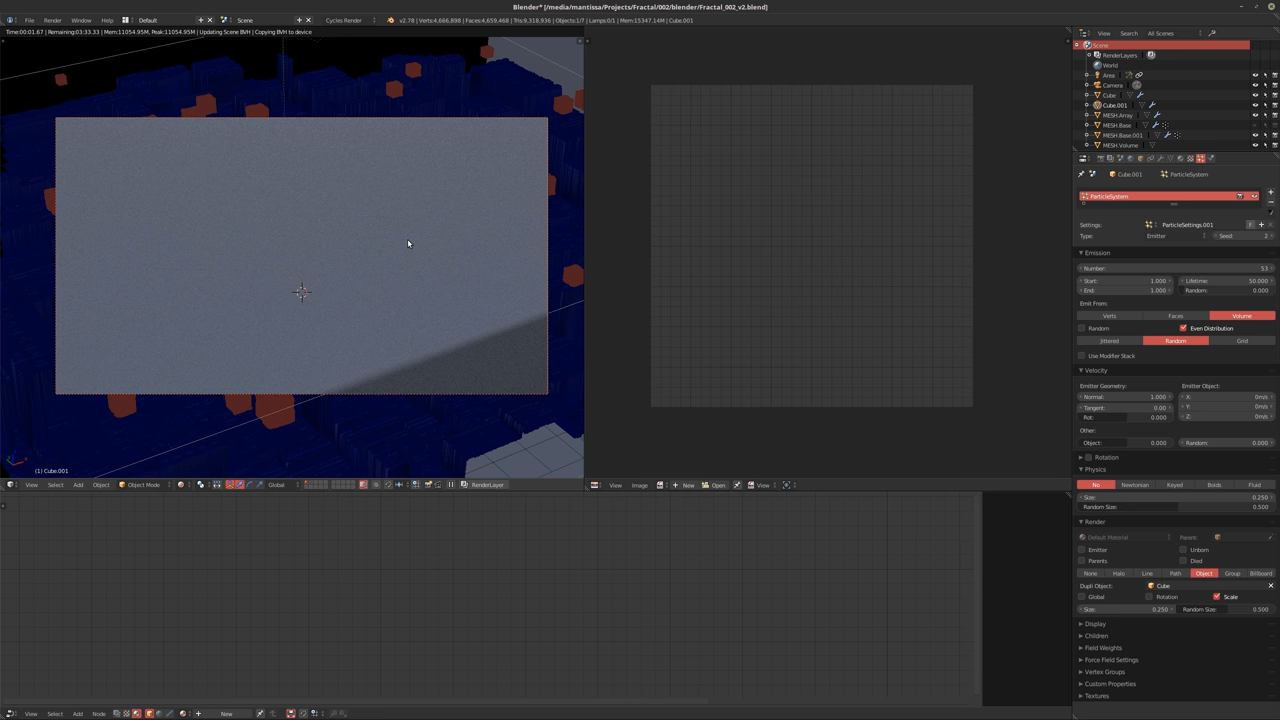 Blender* [/media/mantissa/Projects/Fractal/002/blender/Fractal_002_v2.blend]
File Render Window Help Default Scene Cycles Render v2.78 | Verts:4,666,898 | Faces:4,659,468 | Tris:9,318,936 | Objects:1/7 | Lamps:0/1 | Mem:15347.14M | Cube.001
Time:00:01.67 | Remaining:03:33.33 | Mem:11054.95M, Peak:11054.95M | Updating Scene BVH | Copying BVH to device
(1) Cube.001
View Select Add Object Object Mode Global RenderLayer
View Image New Open View
View Select Add Node New
View Search All Scenes
Scene
RenderLayers
World
Area
Camera
Cube
Cube.001
MESH.Array
MESH.Base
MESH.Base.001
MESH.Volume
Cube.001 ParticleSystem
ParticleSystem
Settings: ParticleSettings.001 F
Type: Emitter Seed: 2
Emission
Number: 53
Start: 1.000 Lifetime: 50.000
End: 1.000 Random: 0.000
Emit From:
Verts Faces Volume
Random Even Distribution
Jittered Random Grid
Use Modifier Stack
Velocity
Emitter Geometry: Emitter Object:
Normal: 1.000 X: 0m/s
Tangent: 0.00 Y: 0m/s
Rot: 0.000 Z: 0m/s
Other:
Object: 0.000 Random: 0.000
Rotation
Physics
No Newtonian Keyed Boids Fluid
Size: 0.250
Random Size: 0.500
Render
Default Material Parent:
Emitter Unborn
Parents Died
None Halo Line Path Object Group Billboard
Dupli Object: Cube
Global Rotation Scale
Size: 0.250 Random Size: 0.500
Display
Children
Field Weights
Force Field Settings
Vertex Groups
Custom Properties
Textures